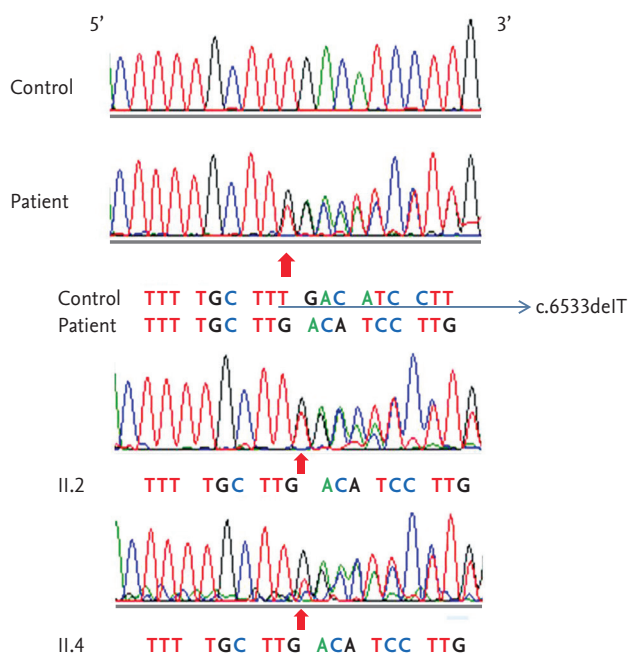 5’ 3’
Control
Patient
Control TTT TGC TTT GAC ATC CTT
c.6533delT
Patient TTT TGC TTG ACA TCC TTG
II.2 TTT TGC TTG ACA TCC TTG
II.4 TTT TGC TTG ACA TCC TTG